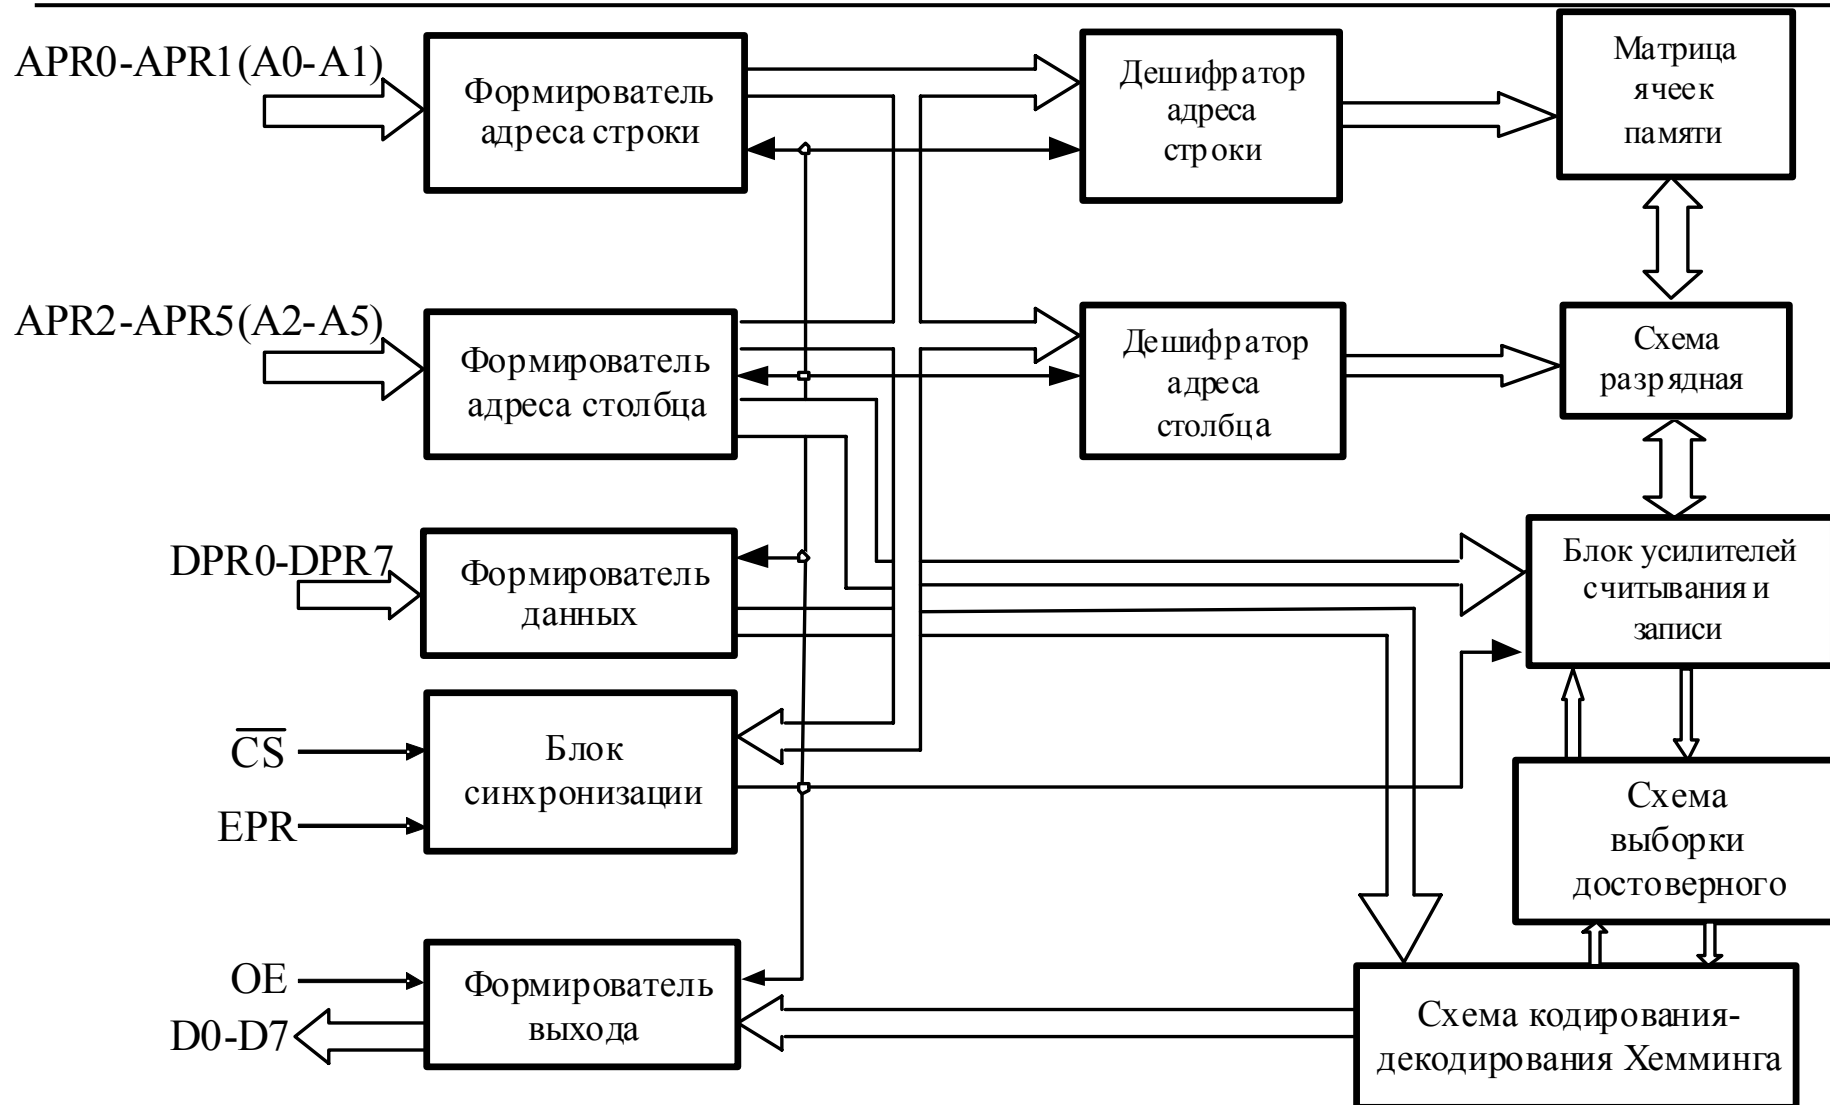 APR0-APR1(A0-A1)
Формирователь
адреса строки
Дешифратор
адреса
строки
Матрица
ячеек
памяти
APR2-APR5(A2-A5)
Формирователь
адреса столбца
Дешифратор
адреса
столбца
Схема
разрядная
DPR0-DPR7
Формирователь
данных
Блок усилителей
считывания и
записи
CS
EPR
Блок
синхронизации
Схема
выборки
достоверного
OE
D0-D7
Формирователь
выхода
Схема кодирования-
декодирования Хемминга